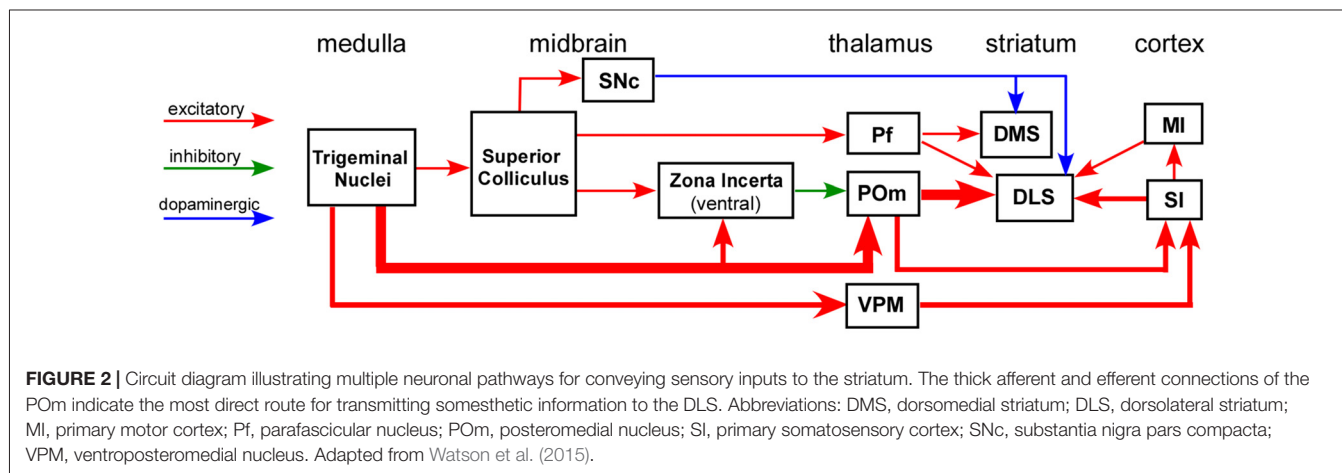 medulla midbrain thalamus striatum cortex
excitatory
inhibitory
dopaminergic
Trigeminal
Nuclei
Superior
Colliculus
SNc
Zona Incerta
(ventral)
Pf
POm
VPM
DMS
DLS
MI
SI
FIGURE 2 | Circuit diagram illustrating multiple neuronal pathways for conveying sensory inputs to the striatum. The thick afferent and efferent connections of the
POm indicate the most direct route for transmitting somesthetic information to the DLS. Abbreviations: DMS, dorsomedial striatum; DLS, dorsolateral striatum;
MI, primary motor cortex; Pf, parafascicular nucleus; POm, posteromedial nucleus; SI, primary somatosensory cortex; SNc, substantia nigra pars compacta;
VPM, ventroposteromedial nucleus. Adapted from Watson et al. (2015).